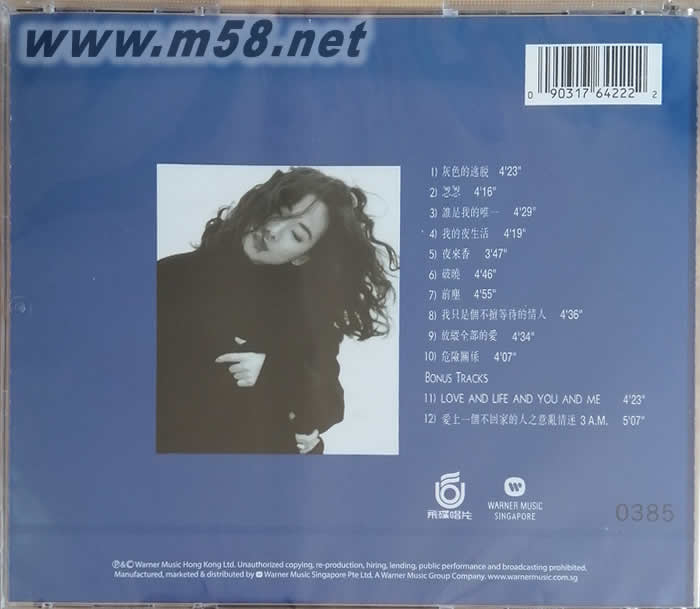 www.m58.net
0 90317 64222 2
1) 灰色的逃脫 4'23"
2) 怱怱 4'16"
3) 誰是我的唯一 4'29"
4) 我的夜生活 4'19"
5) 夜來香 3'47"
6) 破曉 4'46"
7) 前塵 4'55"
8) 我只是個不擅等待的情人 4'36"
9) 放緩全部的愛 4'34"
10) 危險關係 4'07"
BONUS TRACKS
11) LOVE AND LIFE AND YOU AND ME 4'23"
12) 愛上一個不回家的人之意亂情迷 3 A.M. 5'07"
飛碟唱片
WARNER MUSIC
SINGAPORE
0385
℗&© Warner Music Hong Kong Ltd. Unauthorized copying, re-production, hiring, lending, public performance and broadcasting prohibited.
Manufactured, marketed & distributed by Warner Music Singapore Pte Ltd. A Warner Music Group Company. www.warnermusic.com.sg